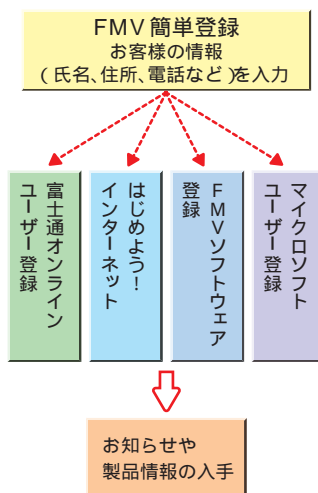 FMV簡単登録
お客様の情報
(氏名、住所、電話など)を入力
富士通オンライン
ユーザー登録
はじめよう!
インターネット
FMVソフトウェア
登録
マイクロソフト
ユーザー登録
お知らせや
製品情報の入手